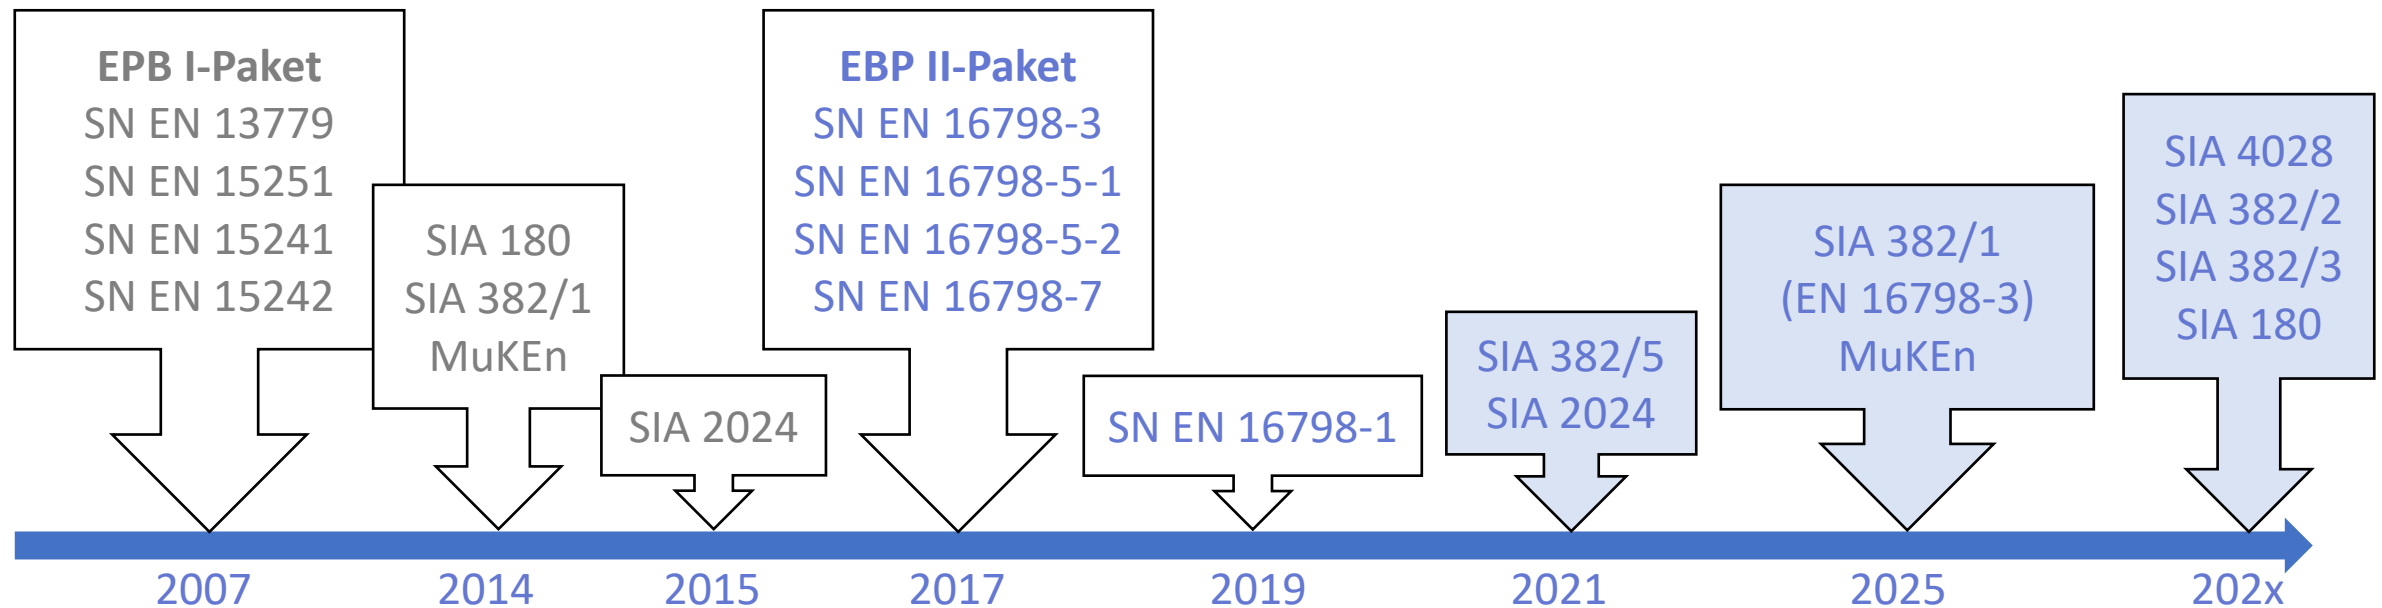 EPB I-Paket
SN EN 13779
SN EN 15251
SN EN 15241
SN EN 15242
SIA 180
SIA 382/1
MuKEn
SIA 2024
EBP II-Paket
SN EN 16798-3
SN EN 16798-5-1
SN EN 16798-5-2
SN EN 16798-7
SN EN 16798-1
SIA 382/5
SIA 2024
SIA 382/1
(EN 16798-3)
MuKEn
SIA 4028
SIA 382/2
SIA 382/3
SIA 180
2007
2014
2015
2017
2019
2021
2025
202x